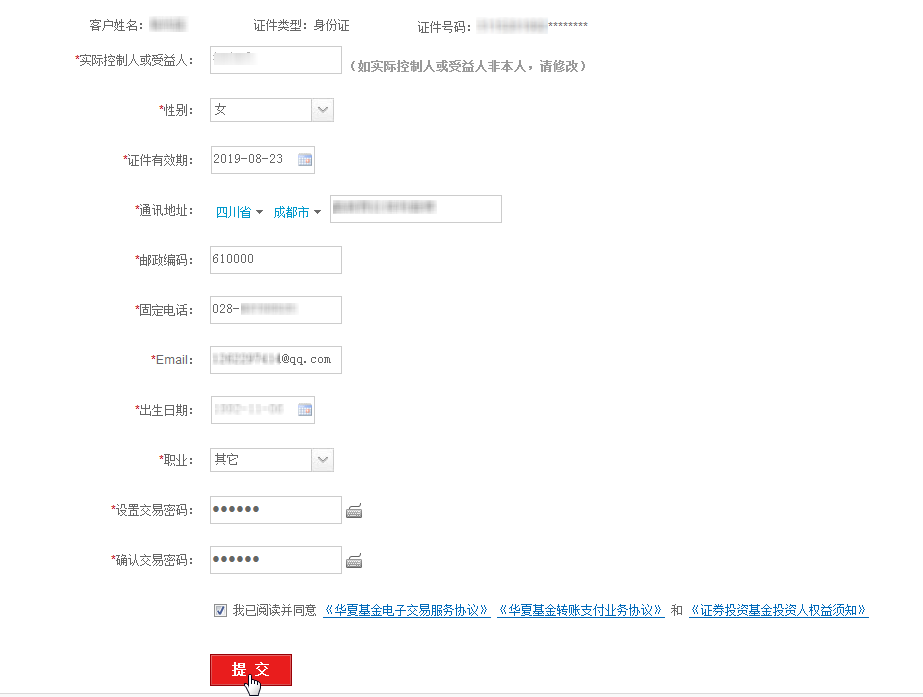 客户姓名： 证件类型：身份证 证件号码： ********
*实际控制人或受益人： （如实际控制人或受益人非本人，请修改）
*性别： 女
*证件有效期： 2019-08-23
*通讯地址： 四川省 成都市
*邮政编码： 610000
*固定电话： 028-
*Email： @qq.com
*出生日期：
*职业： 其它
*设置交易密码： ●●●●●●
*确认交易密码： ●●●●●●
我已阅读并同意 《华夏基金电子交易服务协议》 《华夏基金转账支付业务协议》 和 《证券投资基金投资人权益须知》
提 交